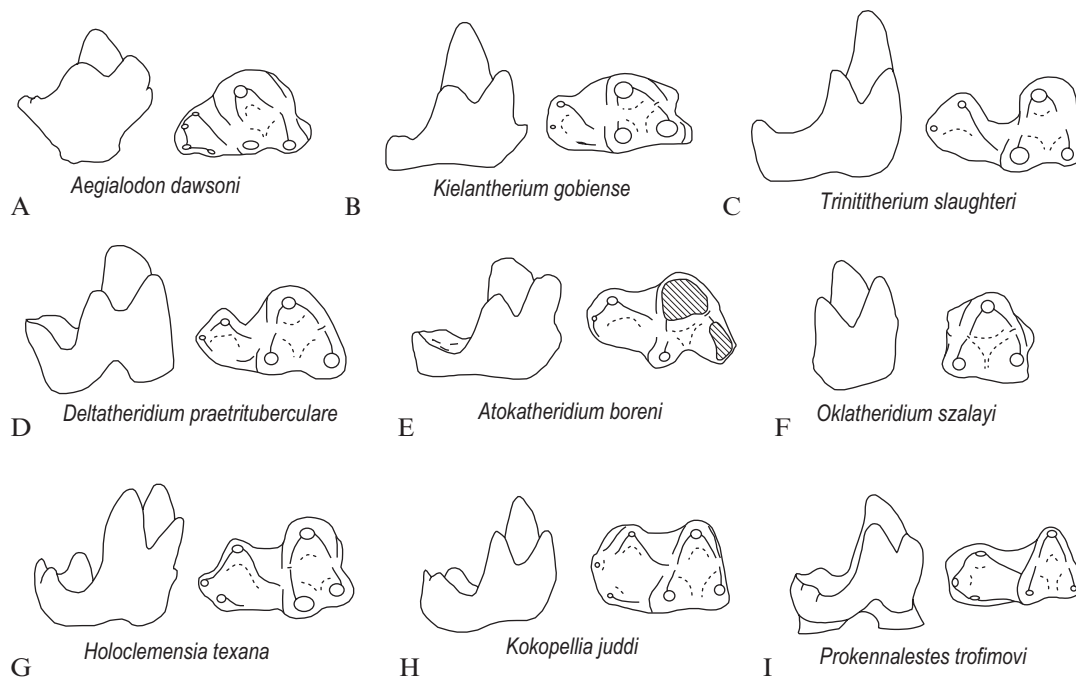 Aegialodon dawsoni
A
Kielantherium gobiense
B
Trinititherium slaughteri
C
Deltatheridium praetrituberculare
D
Atokatheridium boreni
E
Oklatheridium szalayi
F
Holoclemensia texana
G
Kokopellia juddi
H
Prokennalestes trofimovi
I